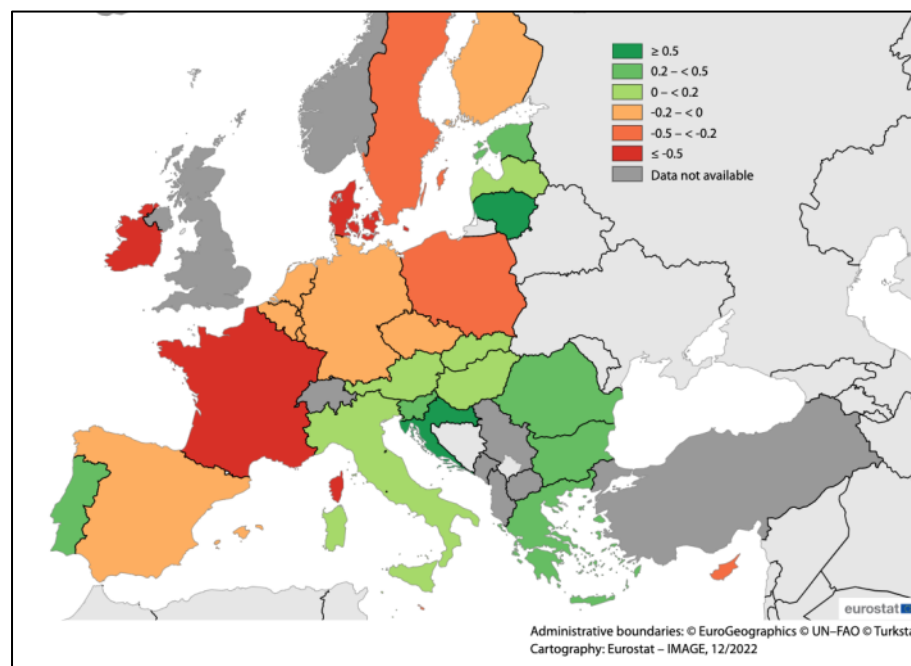 ≥ 0.5
0.2 – < 0.5
0 – < 0.2
-0.2 – < 0
-0.5 – < -0.2
≤ -0.5
Data not available
eurostat
Administrative boundaries: © EuroGeographics © UN–FAO © Turksta
Cartography: Eurostat – IMAGE, 12/2022